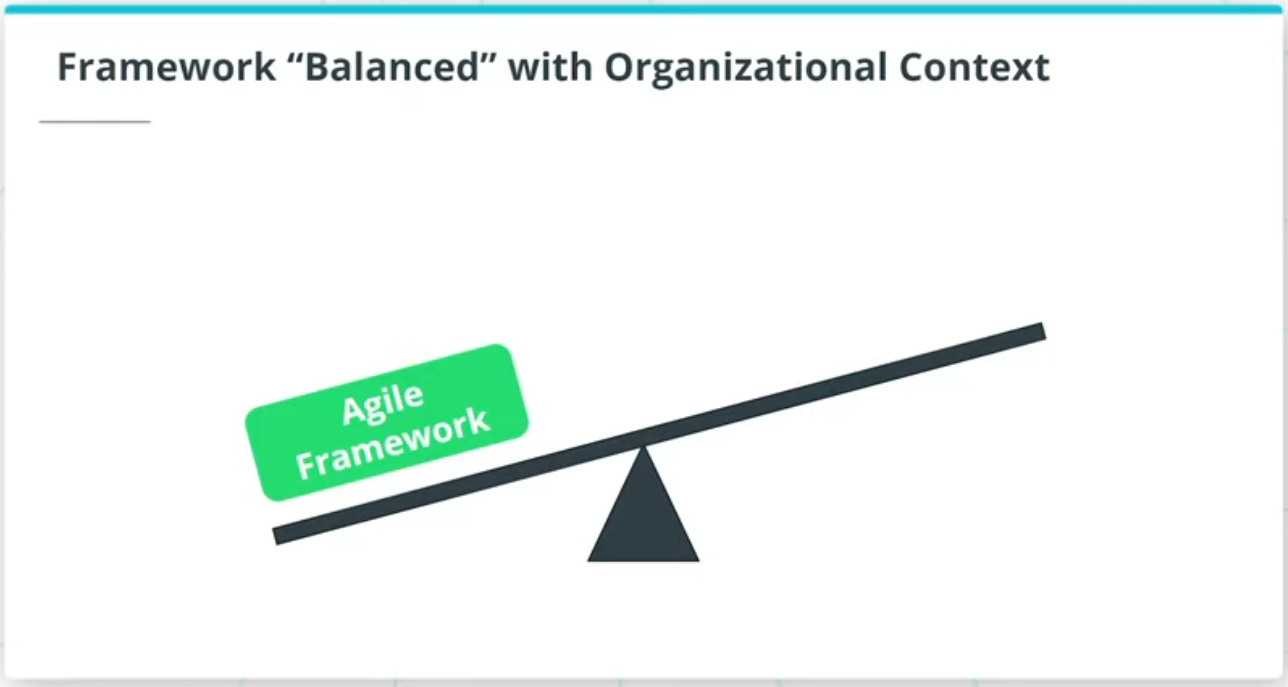 Framework “Balanced” with Organizational Context
Agile
Framework